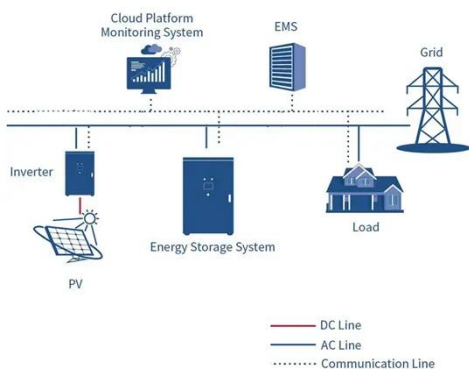 Cloud Platform
Monitoring System
EMS
Grid
Inverter
Energy Storage System
Load
PV
DC Line
AC Line
Communication Line